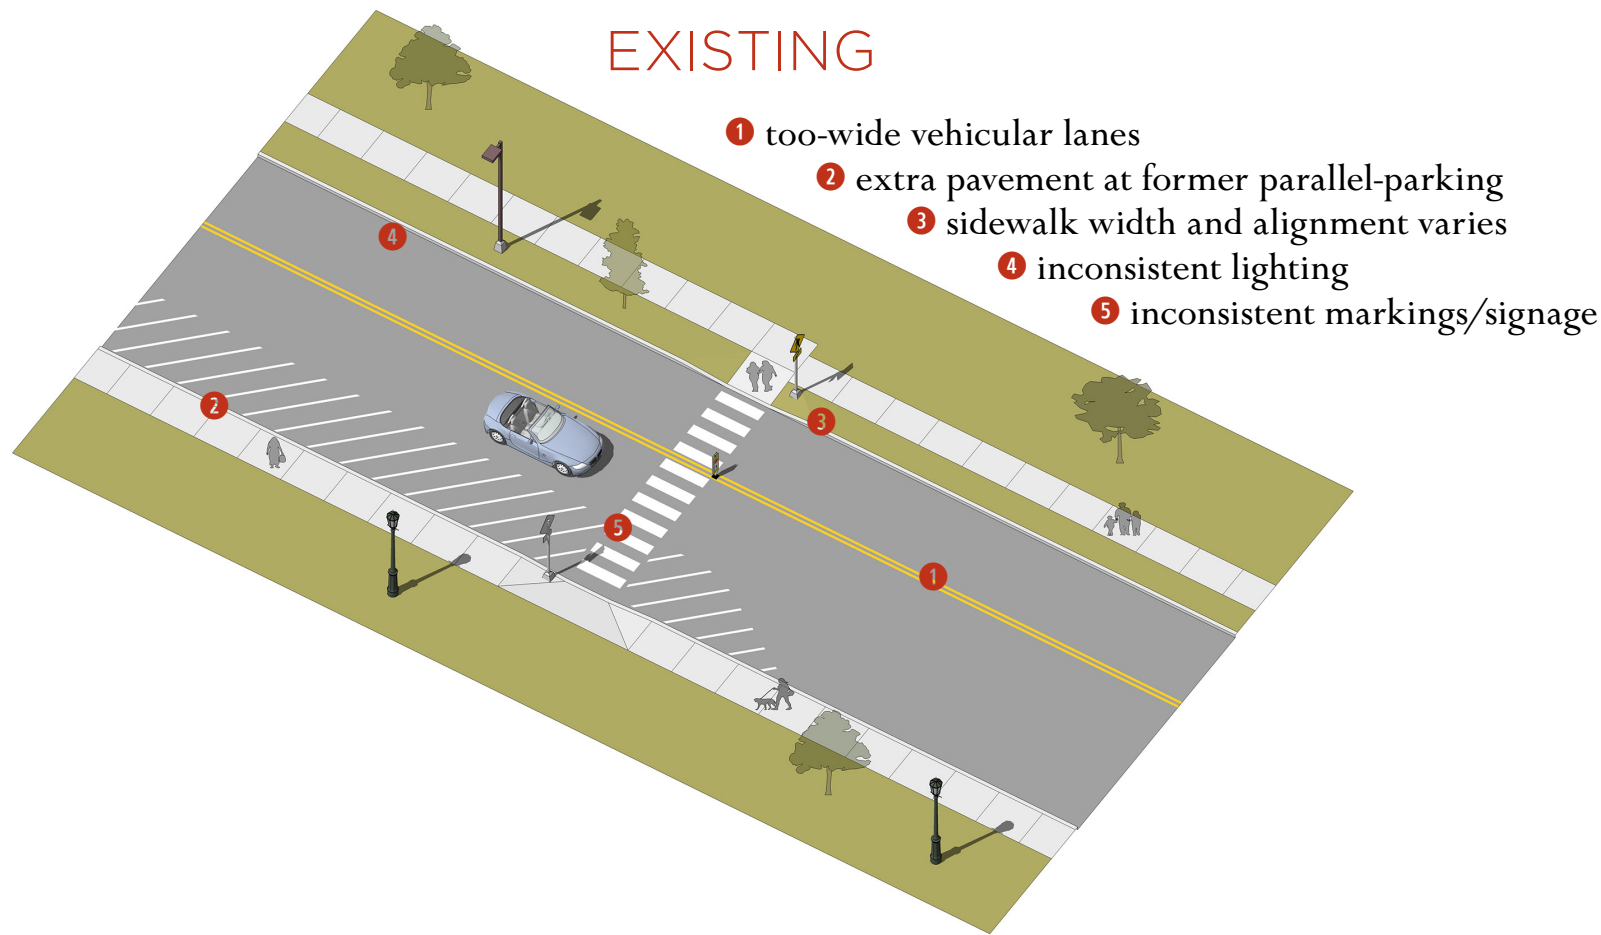 EXISTING
1 too-wide vehicular lanes
2 extra pavement at former parallel-parking
3 sidewalk width and alignment varies
4 inconsistent lighting
5 inconsistent markings/signage
4
3
2
5
1